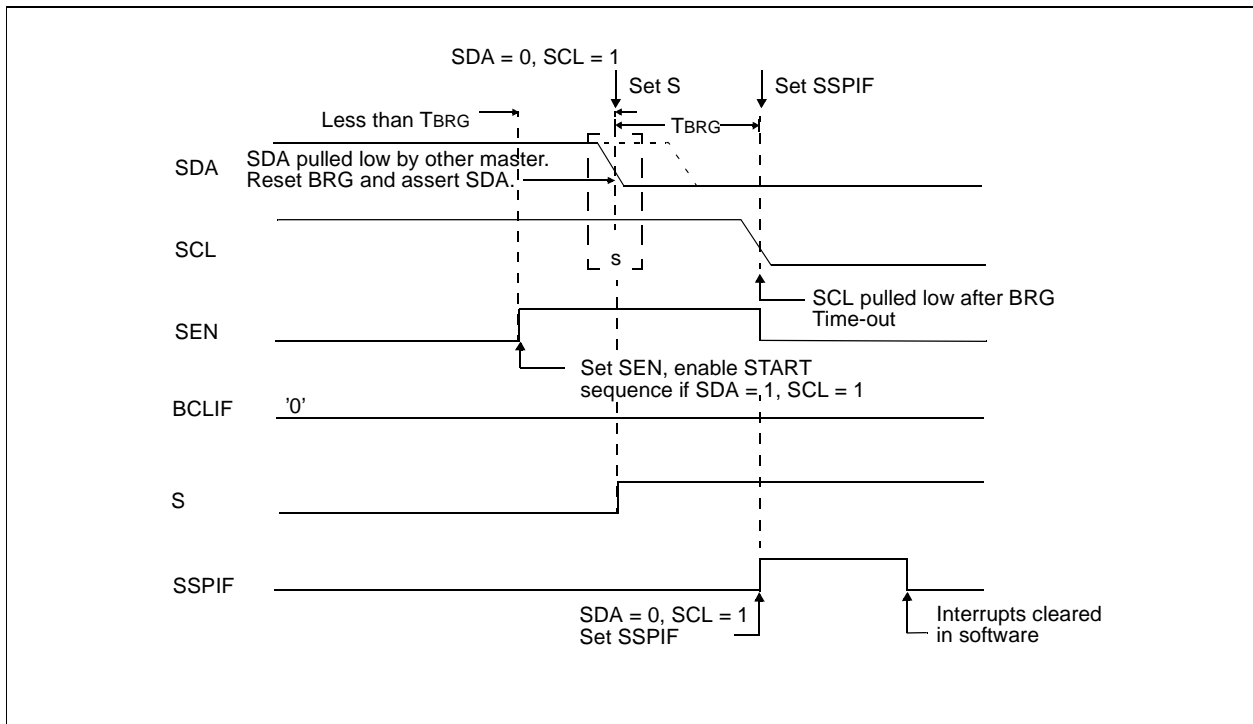 SDA = 0, SCL = 1
Set S
Set SSPIF
Less than TBRG
TBRG
SDA
SDA pulled low by other master.
Reset BRG and assert SDA.
SCL
s
SCL pulled low after BRG
Time-out
SEN
Set SEN, enable START
sequence if SDA = 1, SCL = 1
BCLIF
'0'
S
SSPIF
SDA = 0, SCL = 1
Set SSPIF
Interrupts cleared
in software